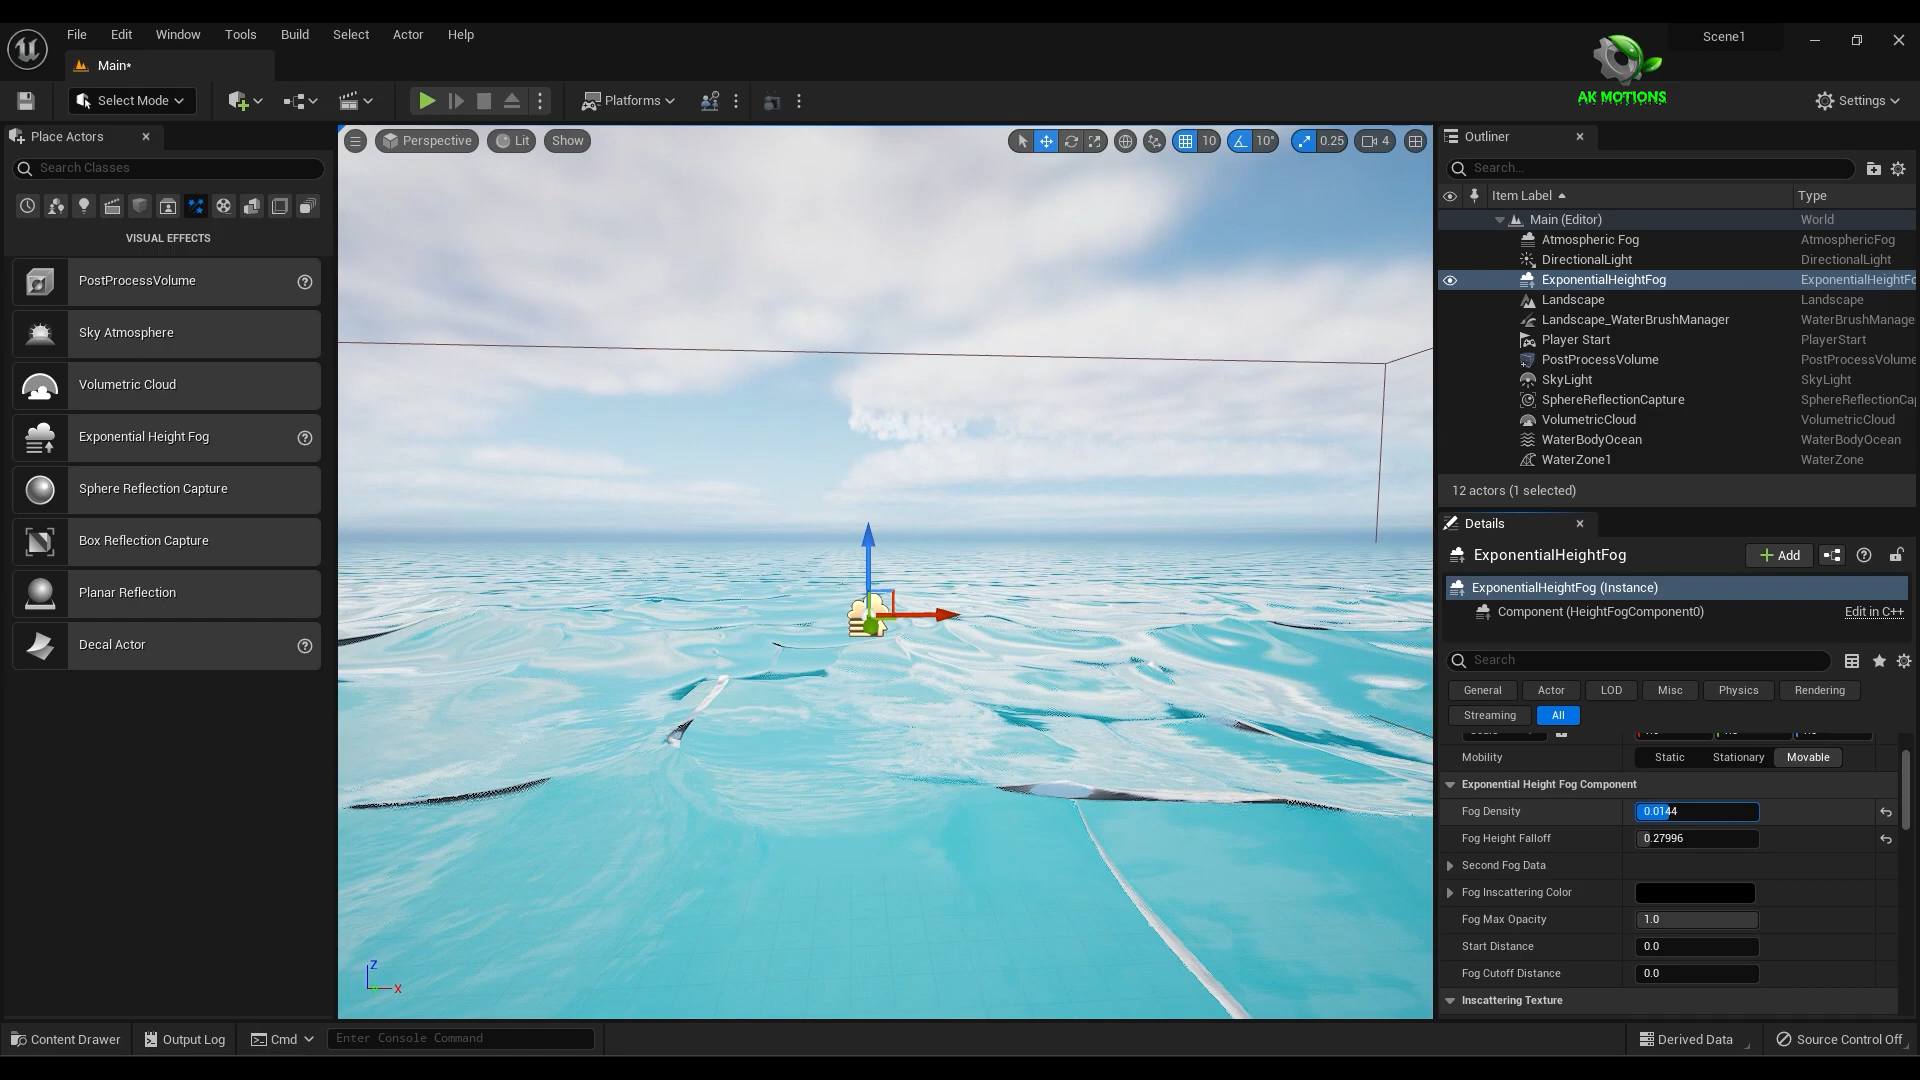 File Edit Window Tools Build Select Actor Help
Scene1
Main*
AK MOTIONS
Select Mode
Platforms
Settings
Place Actors
Search Classes
VISUAL EFFECTS
PostProcessVolume
Sky Atmosphere
Volumetric Cloud
Exponential Height Fog
Sphere Reflection Capture
Box Reflection Capture
Planar Reflection
Decal Actor
Perspective Lit Show
10 10° 0.25 4
Z
X
Outliner
Search...
Item Label Type
Main (Editor) World
Atmospheric Fog AtmosphericFog
DirectionalLight DirectionalLight
ExponentialHeightFog ExponentialHeightFo
Landscape Landscape
Landscape_WaterBrushManager WaterBrushManage
Player Start PlayerStart
PostProcessVolume PostProcessVolume
SkyLight SkyLight
SphereReflectionCapture SphereReflectionCap
VolumetricCloud VolumetricCloud
WaterBodyOcean WaterBodyOcean
WaterZone1 WaterZone
12 actors (1 selected)
Details
ExponentialHeightFog
Add
ExponentialHeightFog (Instance)
Component (HeightFogComponent0) Edit in C++
Search
General Actor LOD Misc Physics Rendering
Streaming All
Mobility Static Stationary Movable
Exponential Height Fog Component
Fog Density 0.0144
Fog Height Falloff 0.27996
Second Fog Data
Fog Inscattering Color
Fog Max Opacity 1.0
Start Distance 0.0
Fog Cutoff Distance 0.0
Inscattering Texture
Content Drawer Output Log Cmd Enter Console Command
Derived Data Source Control Off